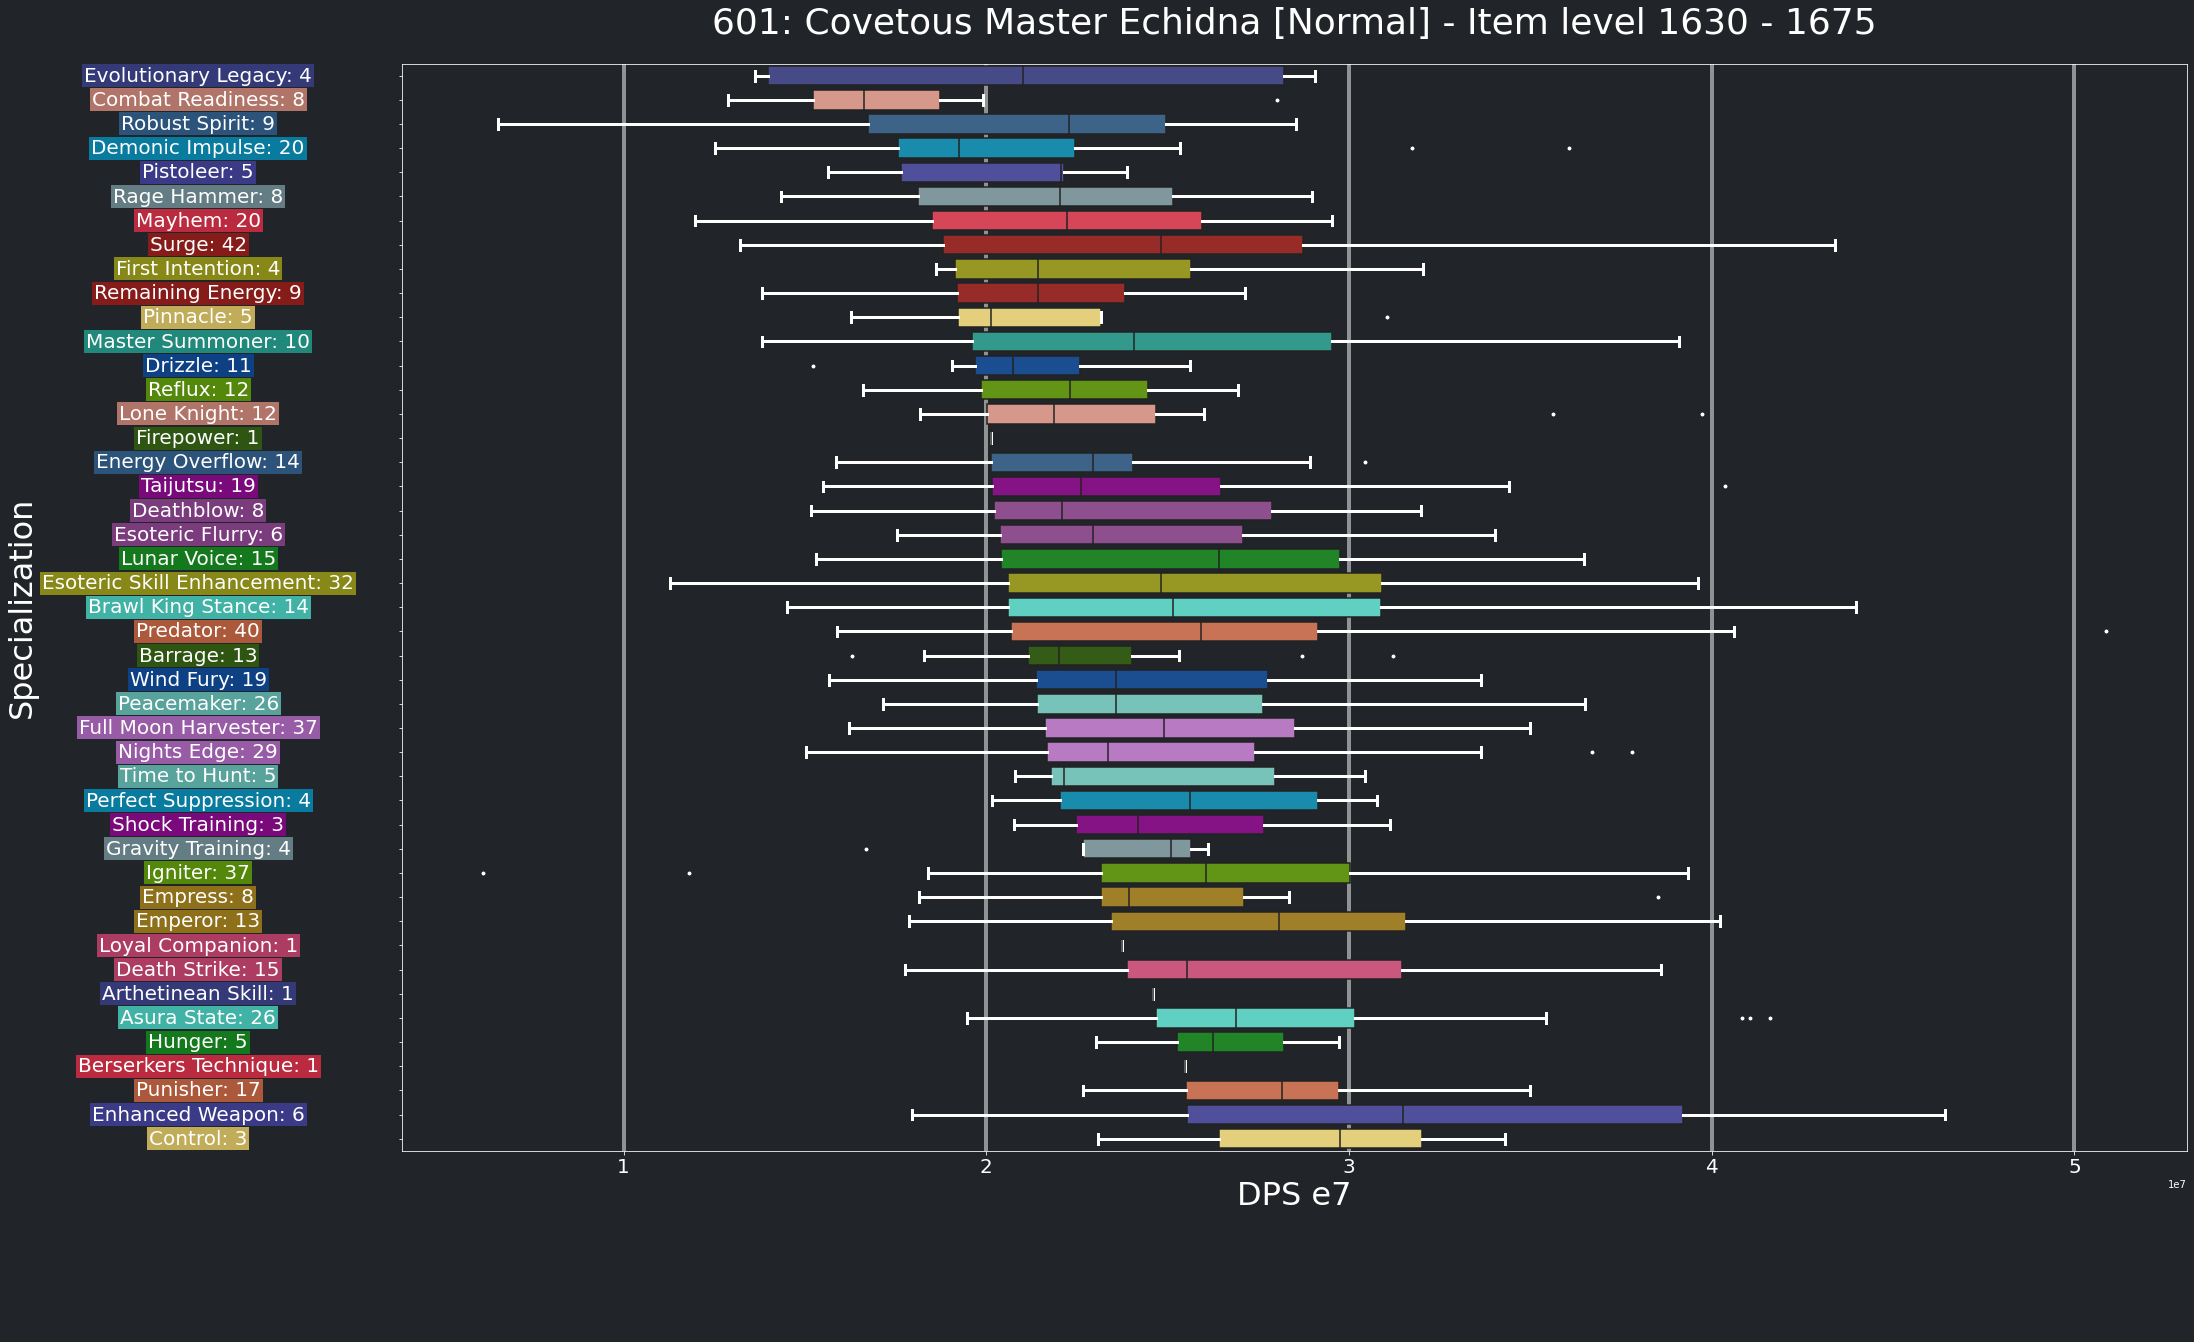 601: Covetous Master Echidna [Normal] - Item level 1630 - 1675
Evolutionary Legacy: 4
Combat Readiness: 8
Robust Spirit: 9
Demonic Impulse: 20
Pistoleer: 5
Rage Hammer: 8
Mayhem: 20
Surge: 42
First Intention: 4
Remaining Energy: 9
Pinnacle: 5
Master Summoner: 10
Drizzle: 11
Reflux: 12
Lone Knight: 12
Firepower: 1
Energy Overflow: 14
Taijutsu: 19
Deathblow: 8
Esoteric Flurry: 6
Lunar Voice: 15
Esoteric Skill Enhancement: 32
Brawl King Stance: 14
Predator: 40
Barrage: 13
Wind Fury: 19
Peacemaker: 26
Full Moon Harvester: 37
Nights Edge: 29
Time to Hunt: 5
Perfect Suppression: 4
Shock Training: 3
Gravity Training: 4
Igniter: 37
Empress: 8
Emperor: 13
Loyal Companion: 1
Death Strike: 15
Arthetinean Skill: 1
Asura State: 26
Hunger: 5
Berserkers Technique: 1
Punisher: 17
Enhanced Weapon: 6
Control: 3
Specialization
1 2 3 4 5
1e7
DPS e7